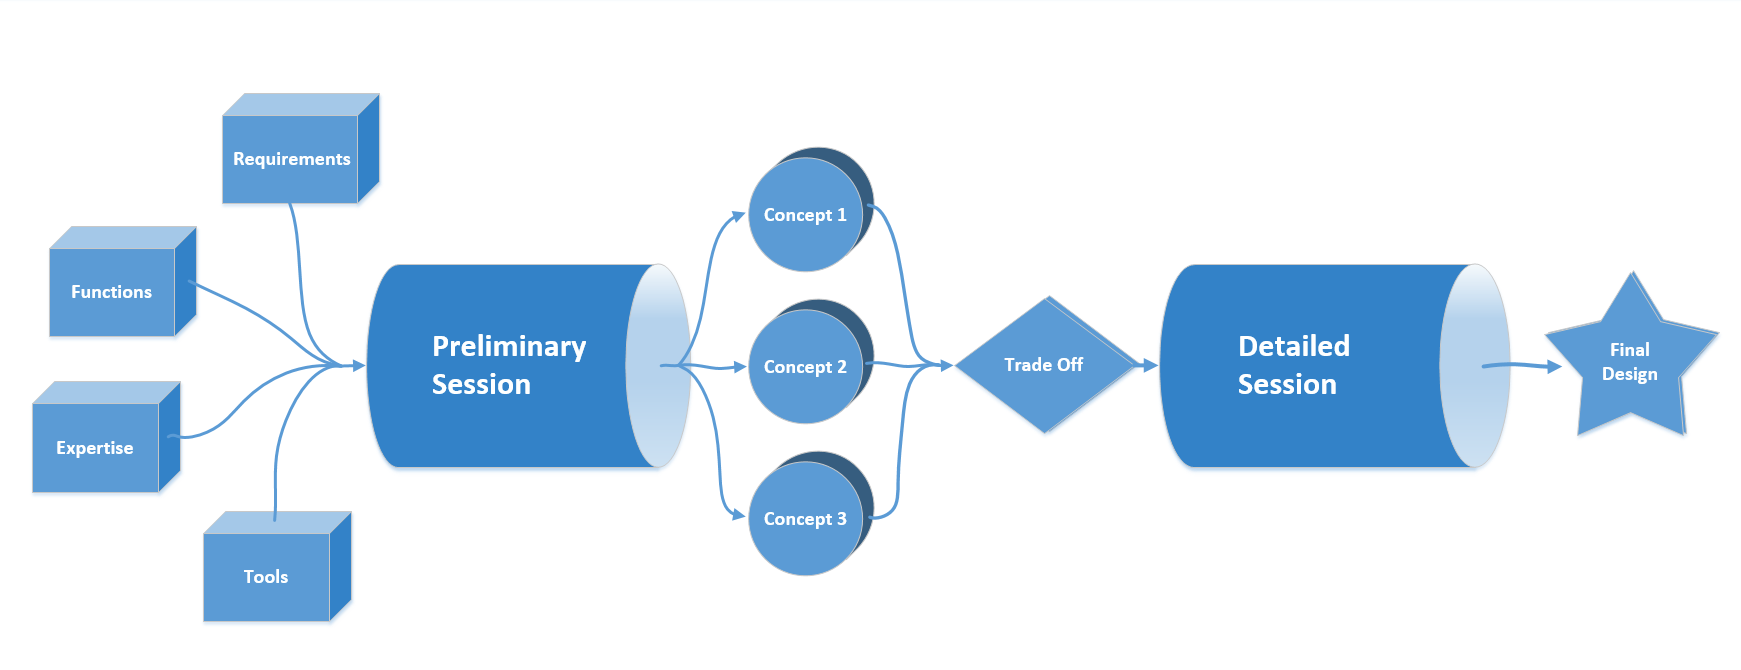 Requirements
Functions
Expertise
Tools
Preliminary
Session
Concept 1
Concept 2
Concept 3
Trade Off
Detailed
Session
Final
Design